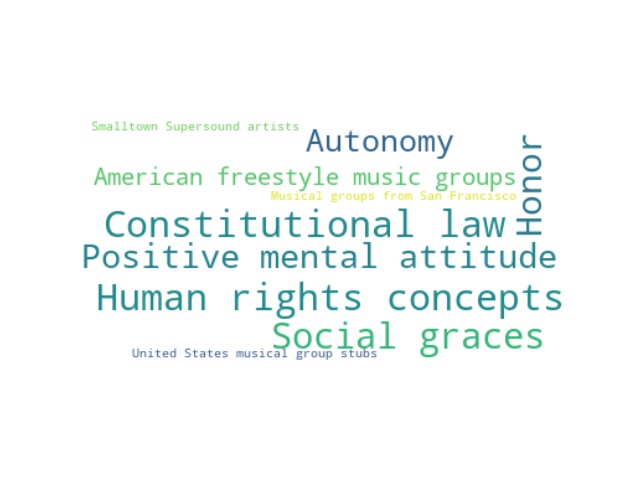 Smalltown Supersound artists
Autonomy
Honor
American freestyle music groups
Musical groups from San Francisco
Constitutional law
Positive mental attitude
Human rights concepts
Social graces
United States musical group stubs